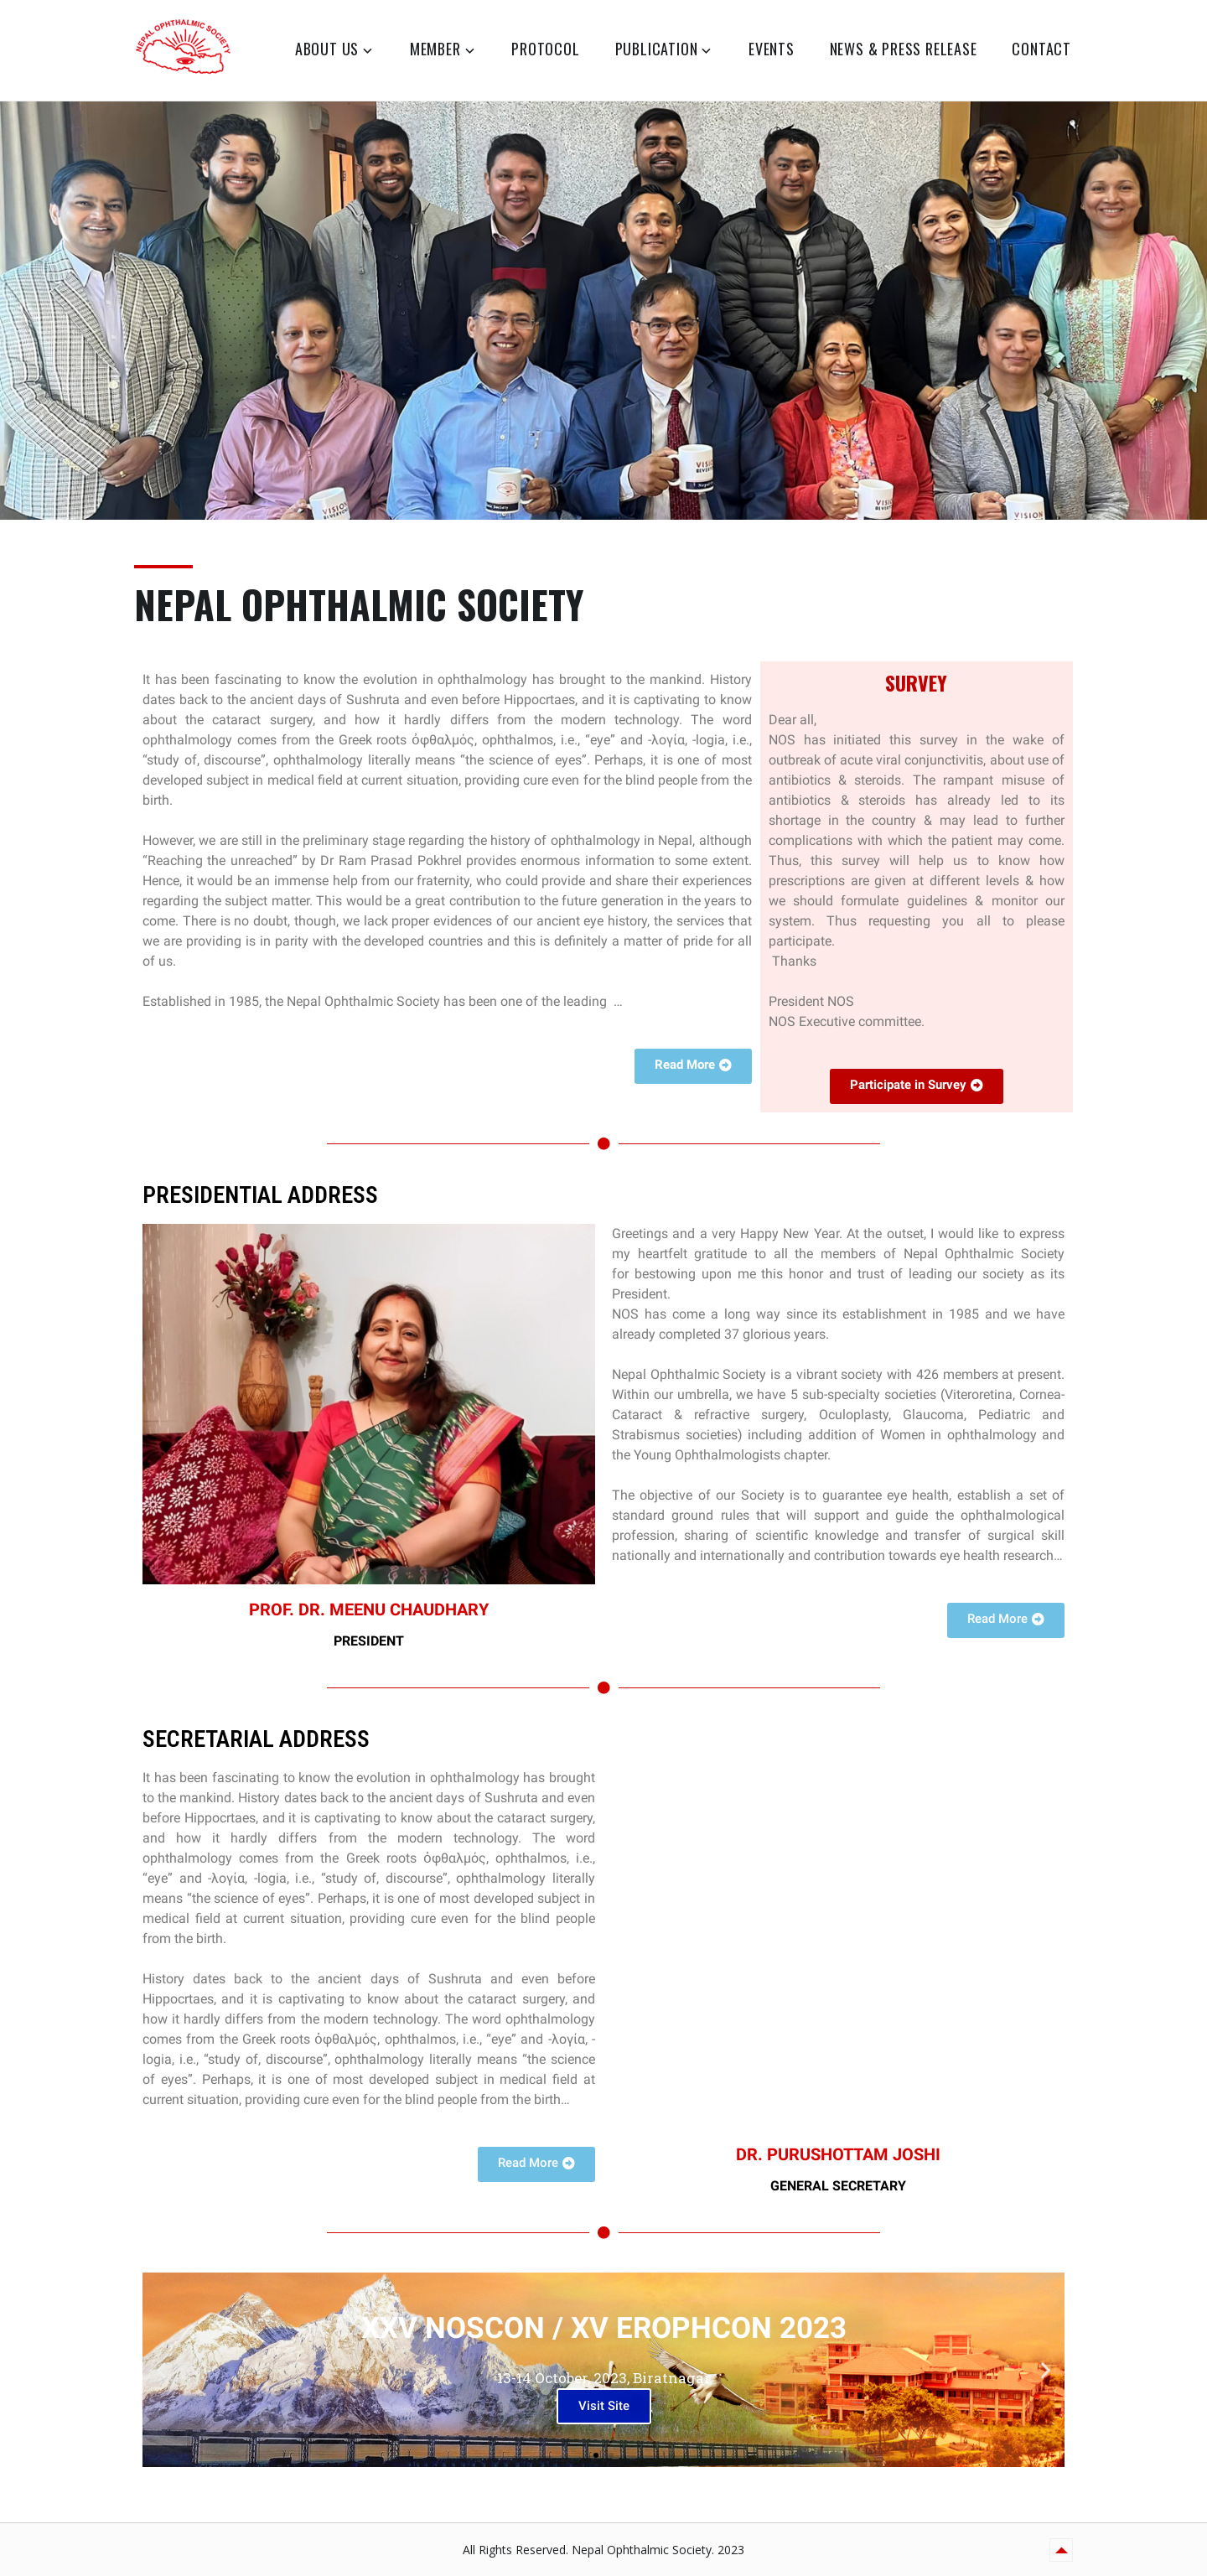 NEPAL OPHTHALMIC SOCIETY
ABOUT US
MEMBER
PROTOCOL
PUBLICATION
EVENTS
NEWS & PRESS RELEASE
CONTACT
VISION
BEVERTON
VISION
BEVER
VISION
BEVER
VISION
NEPAL OPHTHALMIC SOCIETY
It has been fascinating to know the evolution in ophthalmology has brought to the mankind. History
dates back to the ancient days of Sushruta and even before Hippocrtaes, and it is captivating to know
about the cataract surgery, and how it hardly differs from the modern technology. The word
ophthalmology comes from the Greek roots ὀφθαλμός, ophthalmos, i.e., “eye” and -λογία, -logia, i.e.,
“study of, discourse”, ophthalmology literally means “the science of eyes”. Perhaps, it is one of most
developed subject in medical field at current situation, providing cure even for the blind people from the
birth.
However, we are still in the preliminary stage regarding the history of ophthalmology in Nepal, although
“Reaching the unreached” by Dr Ram Prasad Pokhrel provides enormous information to some extent.
Hence, it would be an immense help from our fraternity, who could provide and share their experiences
regarding the subject matter. This would be a great contribution to the future generation in the years to
come. There is no doubt, though, we lack proper evidences of our ancient eye history, the services that
we are providing is in parity with the developed countries and this is definitely a matter of pride for all
of us.
Established in 1985, the Nepal Ophthalmic Society has been one of the leading …
Read More
SURVEY
Dear all,
NOS has initiated this survey in the wake of
outbreak of acute viral conjunctivitis, about use of
antibiotics & steroids. The rampant misuse of
antibiotics & steroids has already led to its
shortage in the country & may lead to further
complications with which the patient may come.
Thus, this survey will help us to know how
prescriptions are given at different levels & how
we should formulate guidelines & monitor our
system. Thus requesting you all to please
participate.
Thanks
President NOS
NOS Executive committee.
Participate in Survey
PRESIDENTIAL ADDRESS
PROF. DR. MEENU CHAUDHARY
PRESIDENT
Greetings and a very Happy New Year. At the outset, I would like to express
my heartfelt gratitude to all the members of Nepal Ophthalmic Society
for bestowing upon me this honor and trust of leading our society as its
President.
NOS has come a long way since its establishment in 1985 and we have
already completed 37 glorious years.
Nepal Ophthalmic Society is a vibrant society with 426 members at present.
Within our umbrella, we have 5 sub-specialty societies (Viteroretina, Cornea-
Cataract & refractive surgery, Oculoplasty, Glaucoma, Pediatric and
Strabismus societies) including addition of Women in ophthalmology and
the Young Ophthalmologists chapter.
The objective of our Society is to guarantee eye health, establish a set of
standard ground rules that will support and guide the ophthalmological
profession, sharing of scientific knowledge and transfer of surgical skill
nationally and internationally and contribution towards eye health research…
Read More
SECRETARIAL ADDRESS
It has been fascinating to know the evolution in ophthalmology has brought
to the mankind. History dates back to the ancient days of Sushruta and even
before Hippocrtaes, and it is captivating to know about the cataract surgery,
and how it hardly differs from the modern technology. The word
ophthalmology comes from the Greek roots ὀφθαλμός, ophthalmos, i.e.,
“eye” and -λογία, -logia, i.e., “study of, discourse”, ophthalmology literally
means “the science of eyes”. Perhaps, it is one of most developed subject in
medical field at current situation, providing cure even for the blind people
from the birth.
History dates back to the ancient days of Sushruta and even before
Hippocrtaes, and it is captivating to know about the cataract surgery, and
how it hardly differs from the modern technology. The word ophthalmology
comes from the Greek roots ὀφθαλμός, ophthalmos, i.e., “eye” and -λογία, -
logia, i.e., “study of, discourse”, ophthalmology literally means “the science
of eyes”. Perhaps, it is one of most developed subject in medical field at
current situation, providing cure even for the blind people from the birth…
Read More
DR. PURUSHOTTAM JOSHI
GENERAL SECRETARY
XXV NOSCON / XV EROPHCON 2023
13-14 October, 2023, Biratnagar
Visit Site
All Rights Reserved. Nepal Ophthalmic Society. 2023